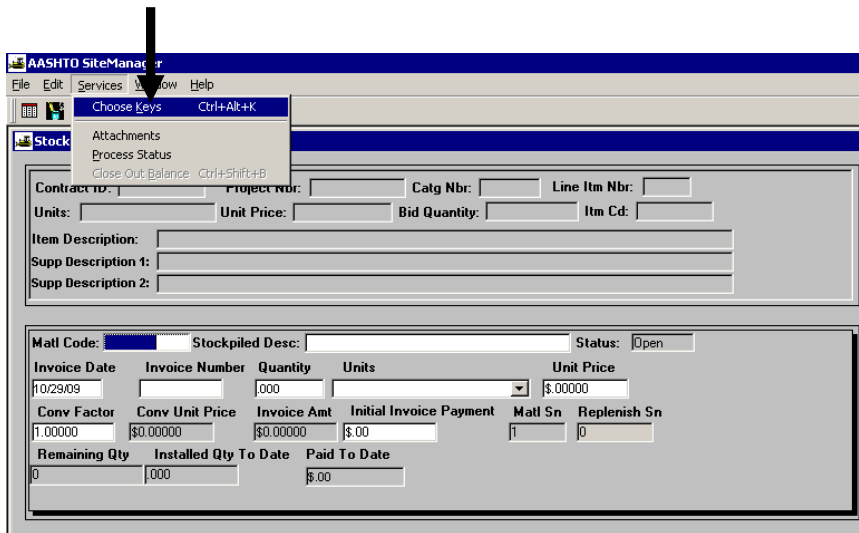 AASHTO SiteManager
File Edit Services Window Help
Choose Keys Ctrl+Alt+K
Attachments
Process Status
Close Out Balance Ctrl+Shift+B
Stock
Contract ID: Project Nbr: Catg Nbr: Line Itm Nbr:
Units: Unit Price: Bid Quantity: Itm Cd:
Item Description:
Supp Description 1:
Supp Description 2:
Matl Code: Stockpiled Desc: Status: Open
Invoice Date Invoice Number Quantity Units Unit Price
10/29/09 .000 $.00000
Conv Factor Conv Unit Price Invoice Amt Initial Invoice Payment Matl Sn Replenish Sn
1.00000 $0.00000 $0.00000 $.00 1 0
Remaining Qty Installed Qty To Date Paid To Date
0 .000 $.00